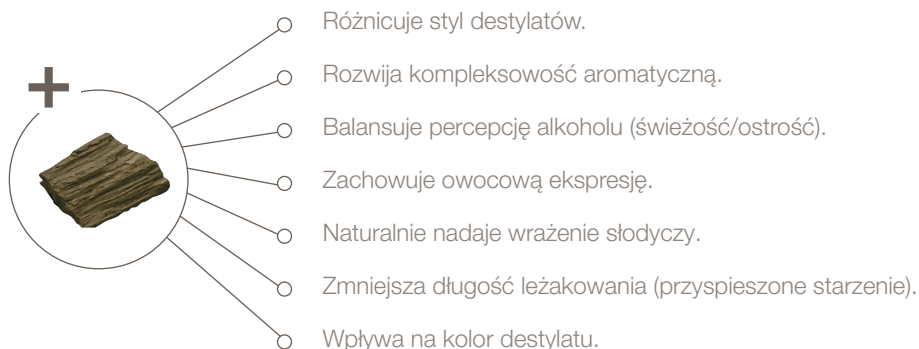 Różnicuje styl destylatów.
Rozwija kompleksowość aromatyczną.
Balansuje percepcję alkoholu (świeżość/ostrość).
Zachowuje owocową ekspresję.
Naturalnie nadaje wrażenie słodyczy.
Zmniejsza długość leżakowania (przyspieszone starzenie).
Wpływa na kolor destylatu.